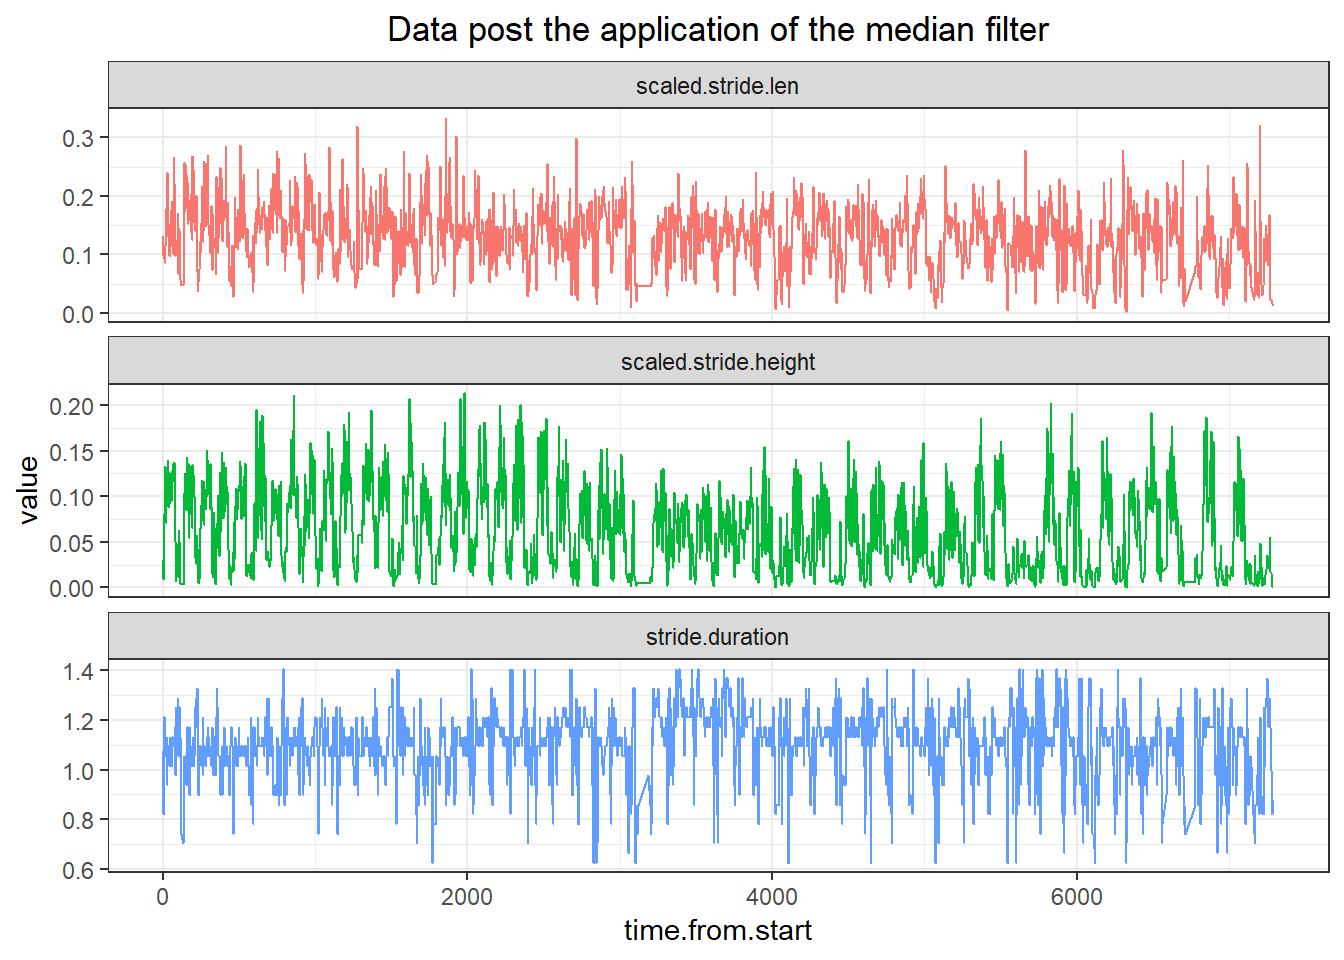 Data post the application of the median filter
scaled.stride.len
0.3
0.2
0.1
0.0
scaled.stride.height
0.20
0.15
0.10
0.05
0.00
value
stride.duration
1.4
1.2
1.0
0.8
0.6
0 2000 4000 6000
time.from.start